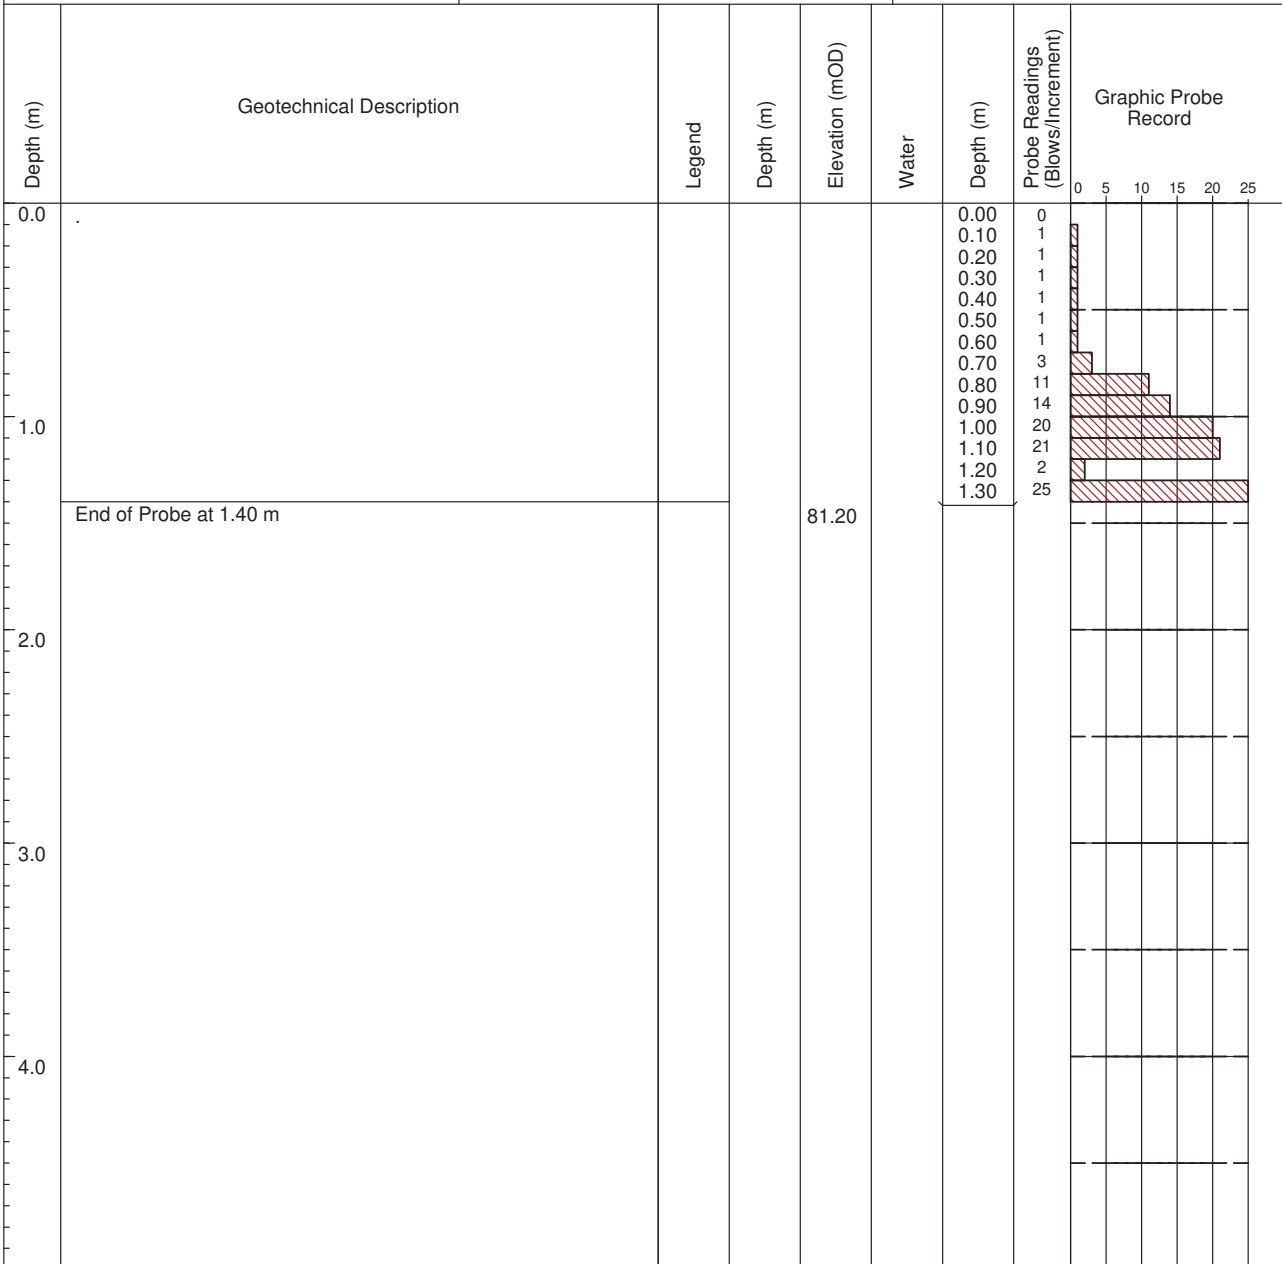 Depth (m)
Geotechnical Description
Legend
Depth (m)
Elevation (mOD)
Water
Depth (m)
Probe Readings
(Blows/Increment)
Graphic Probe
Record
0 5 10 15 20 25
0.0 . 0.00 0
0.10 1
0.20 1
0.30 1
0.40 1
0.50 1
0.60 1
0.70 3
0.80 11
0.90 14
1.0 1.00 20
1.10 21
1.20 2
1.30 25
End of Probe at 1.40 m 81.20
2.0
3.0
4.0